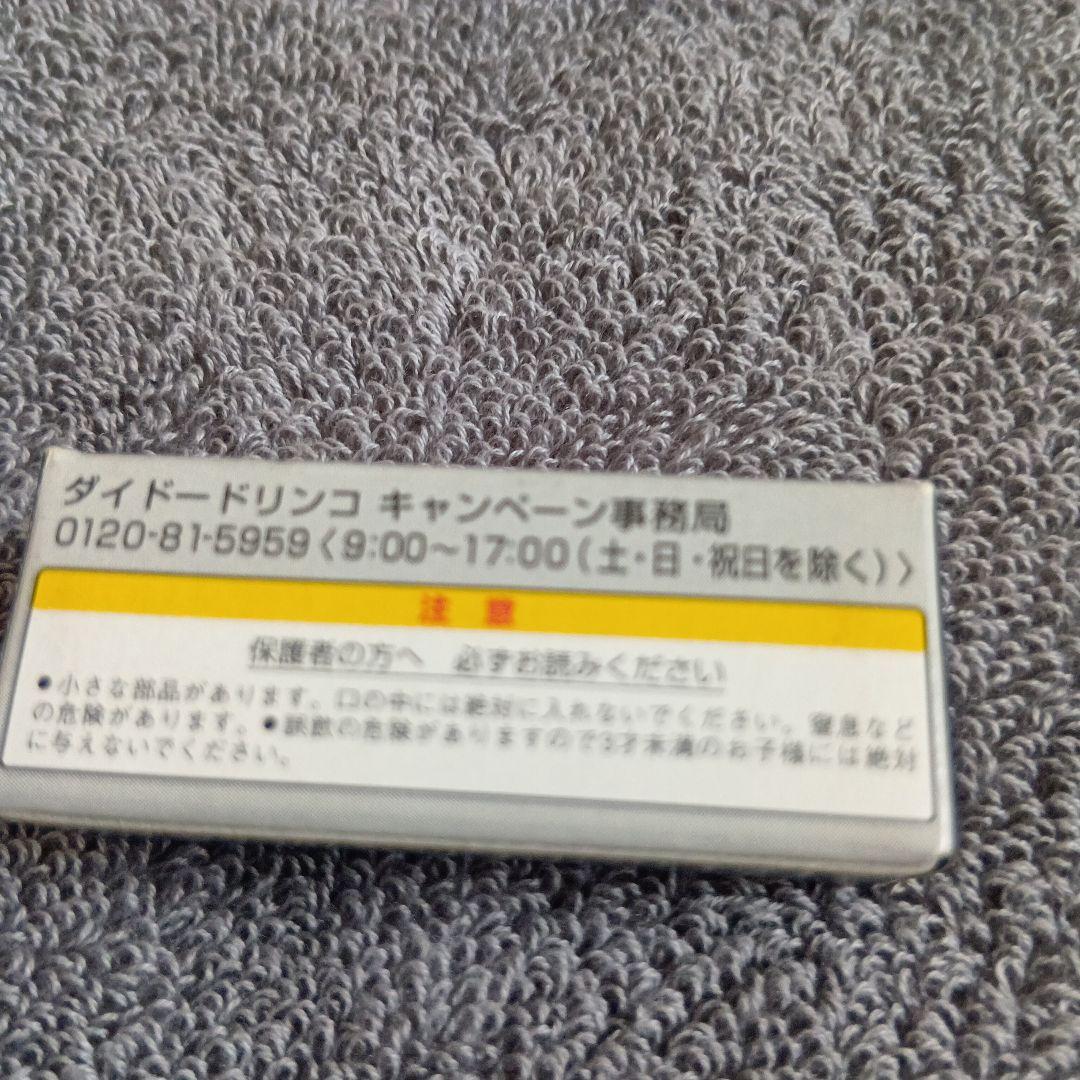 ダイドードリンコ キャンペーン事務局
0120-81-5959〈9:00～17:00(土・日・祝日を除く)〉
注 意
保護者の方へ 必ずお読みください
●小さな部品があります。口の中には絶対に入れないでください。窒息など
の危険があります。●誤飲の危険がありますので3才未満のお子様には絶対
に与えないでください。